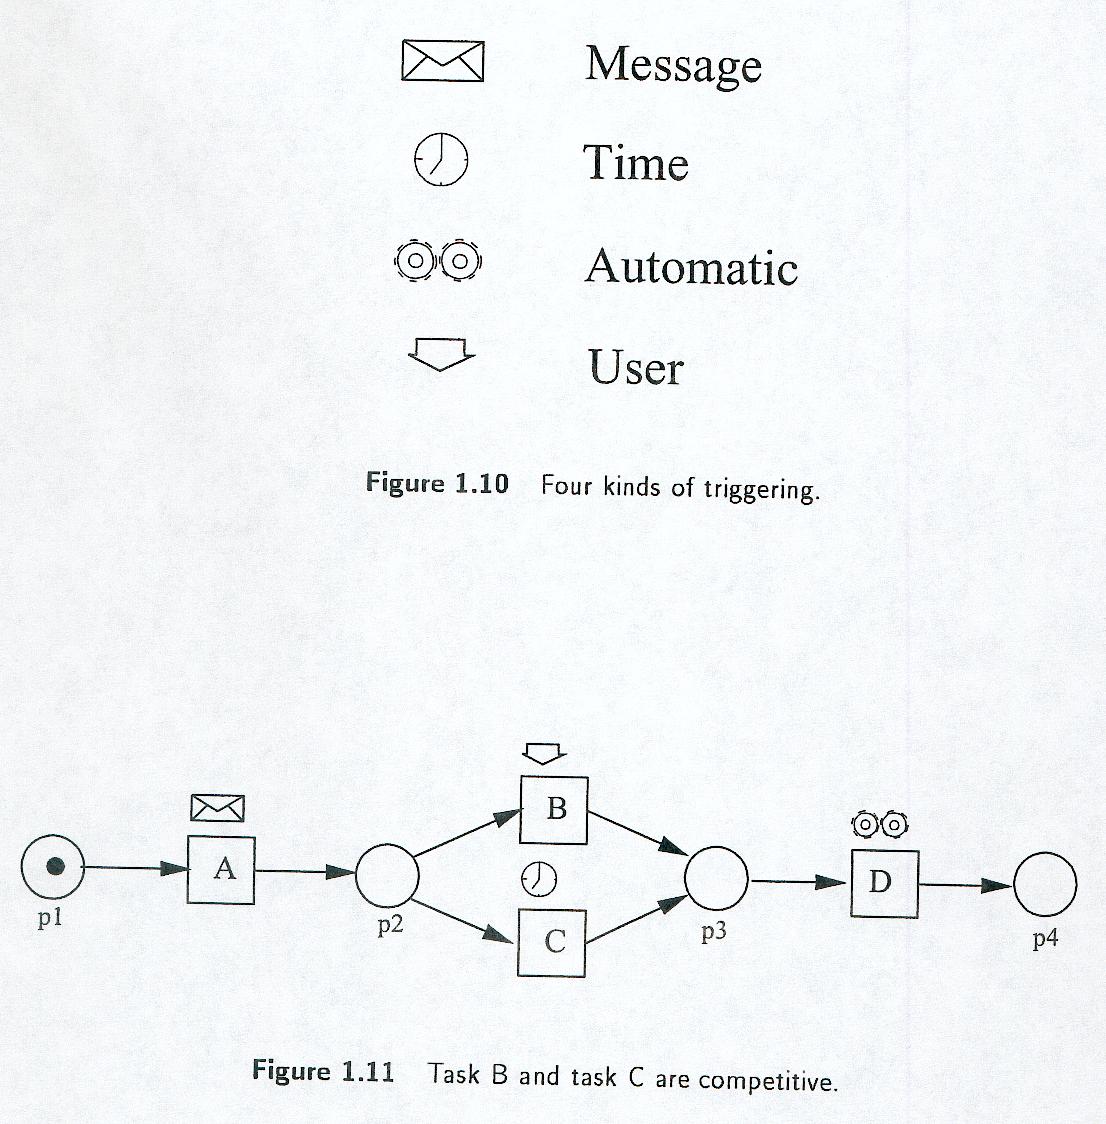 Message
Time
Automatic
User
Figure 1.10 Four kinds of triggering.
A
B
C
D
p1
p2
p3
p4
Figure 1.11 Task B and task C are competitive.